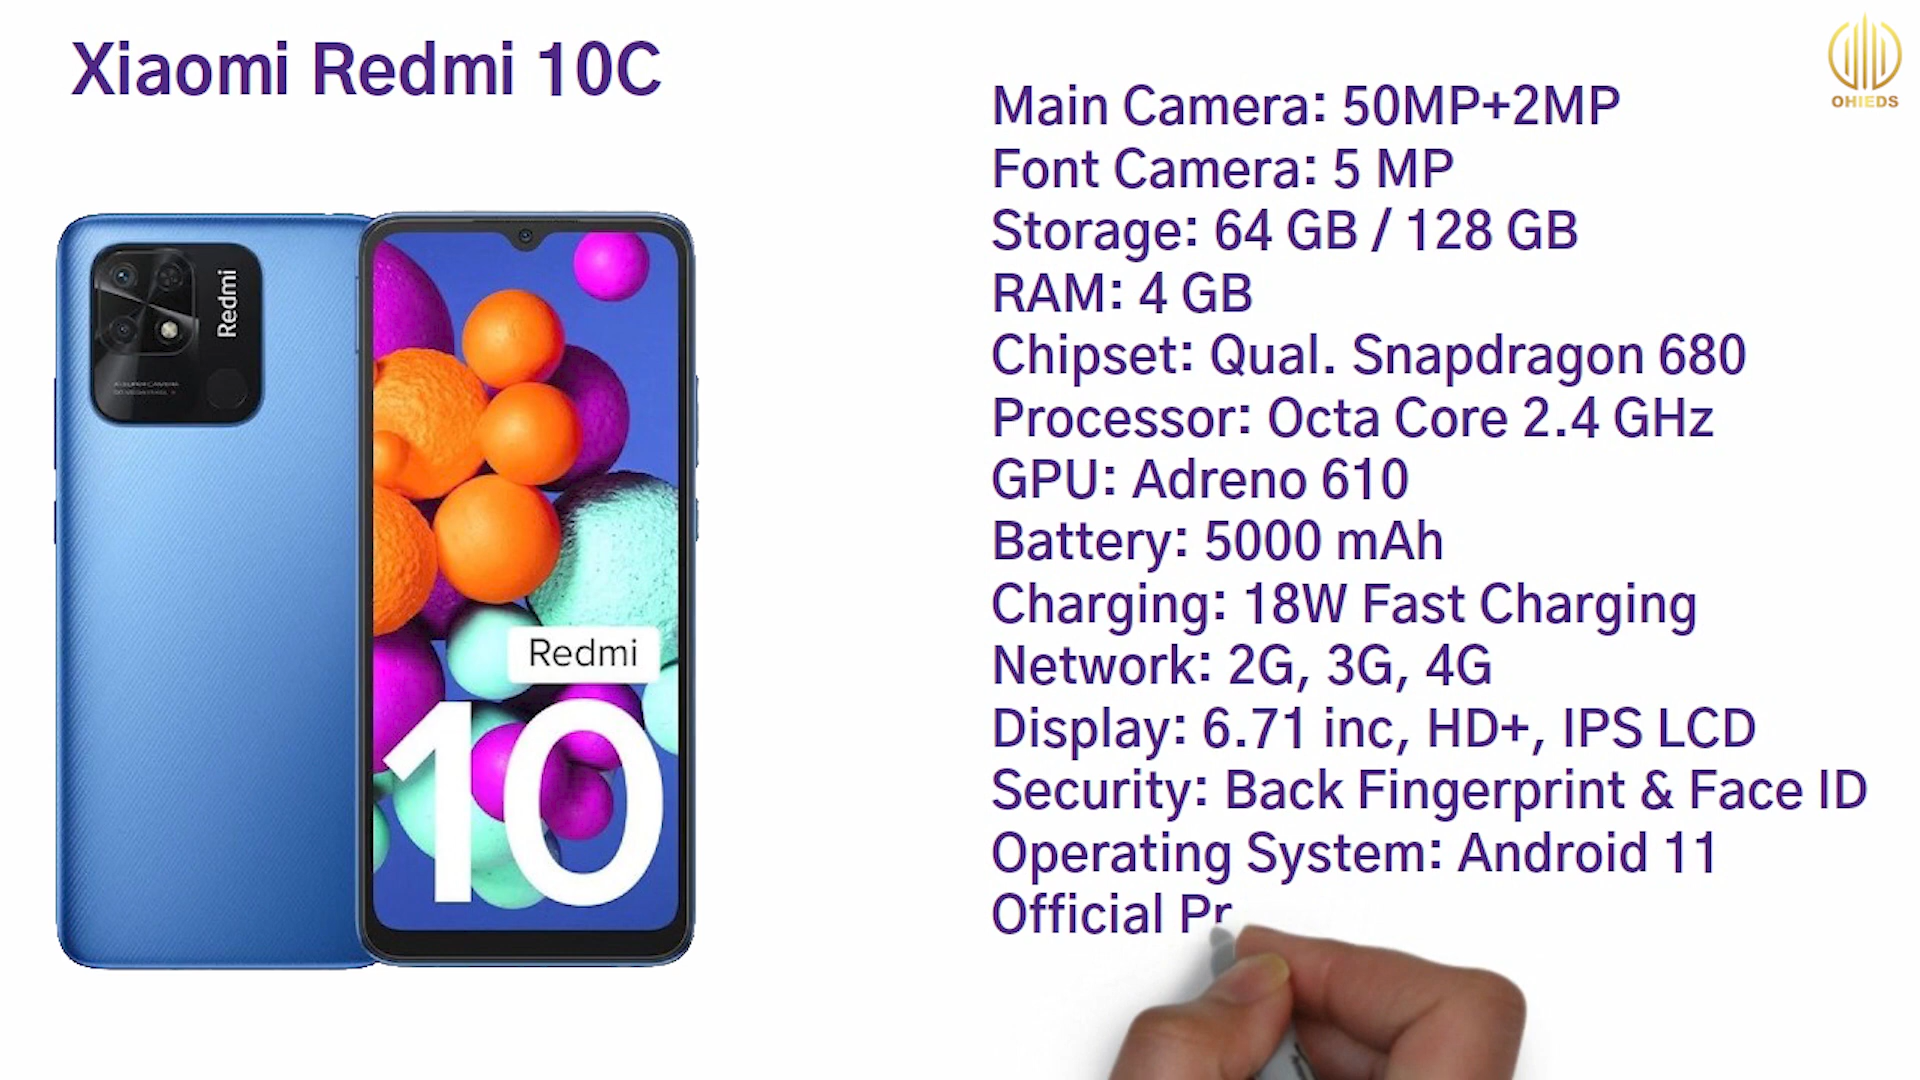 Xiaomi Redmi 10C
OHIEDS
Main Camera: 50MP+2MP
Font Camera: 5 MP
Storage: 64 GB / 128 GB
RAM: 4 GB
Chipset: Qual. Snapdragon 680
Processor: Octa Core 2.4 GHz
GPU: Adreno 610
Battery: 5000 mAh
Charging: 18W Fast Charging
Network: 2G, 3G, 4G
Display: 6.71 inc, HD+, IPS LCD
Security: Back Fingerprint & Face ID
Operating System: Android 11
Official Pr
Redmi
Redmi
10